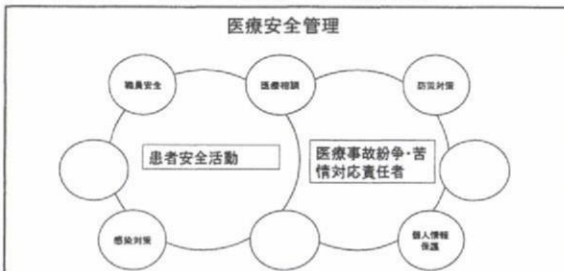 医療安全管理
職員安全
医療相談
防災対策
患者安全活動
医療事故紛争・苦
情対応責任者
感染対策
個人情報
保護